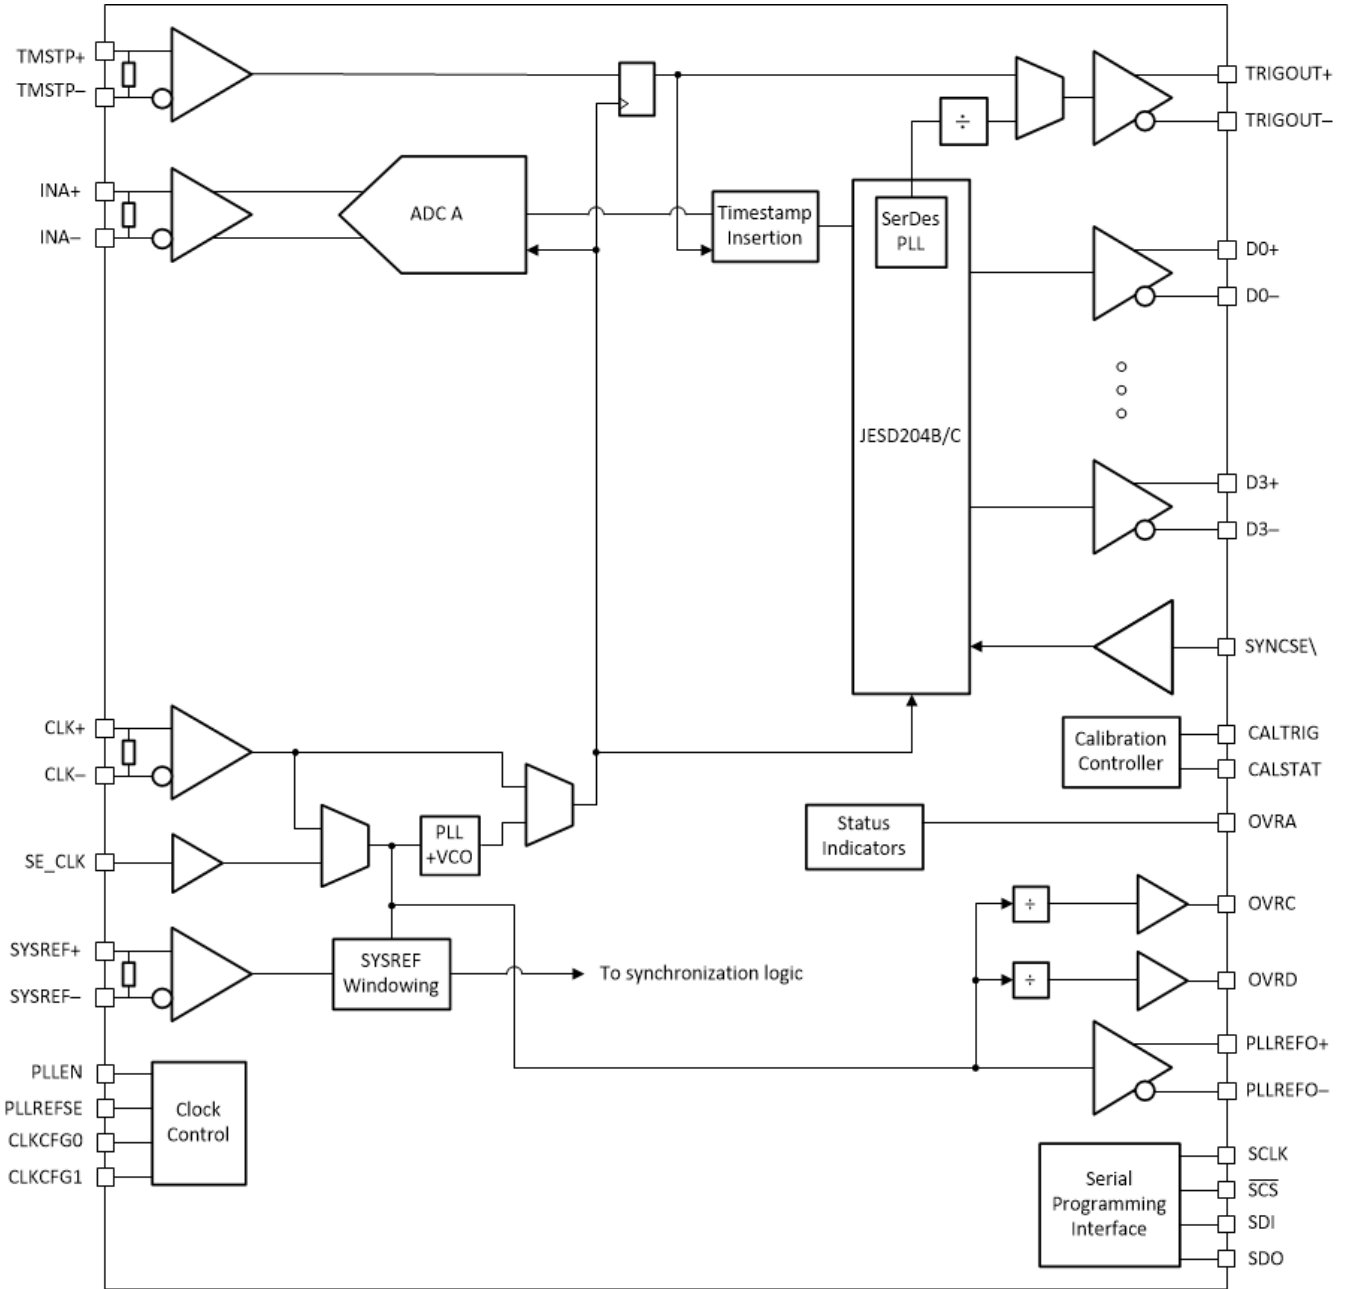 TMSTP+
TMSTP–
INA+
INA–
ADC A
Timestamp
Insertion
÷
SerDes
PLL
JESD204B/C
TRIGOUT+
TRIGOUT–
D0+
D0–
D3+
D3–
SYNCSE\
Calibration
Controller
CALTRIG
CALSTAT
CLK+
CLK–
SE_CLK
PLL
+VCO
Status
Indicators
OVRA
÷
OVRC
÷
OVRD
SYSREF+
SYSREF–
SYSREF
Windowing
To synchronization logic
PLLREFO+
PLLREFO–
PLLEN
PLLREFSE
CLKCFG0
CLKCFG1
Clock
Control
Serial
Programming
Interface
SCLK
S̅C̅S̅
SDI
SDO